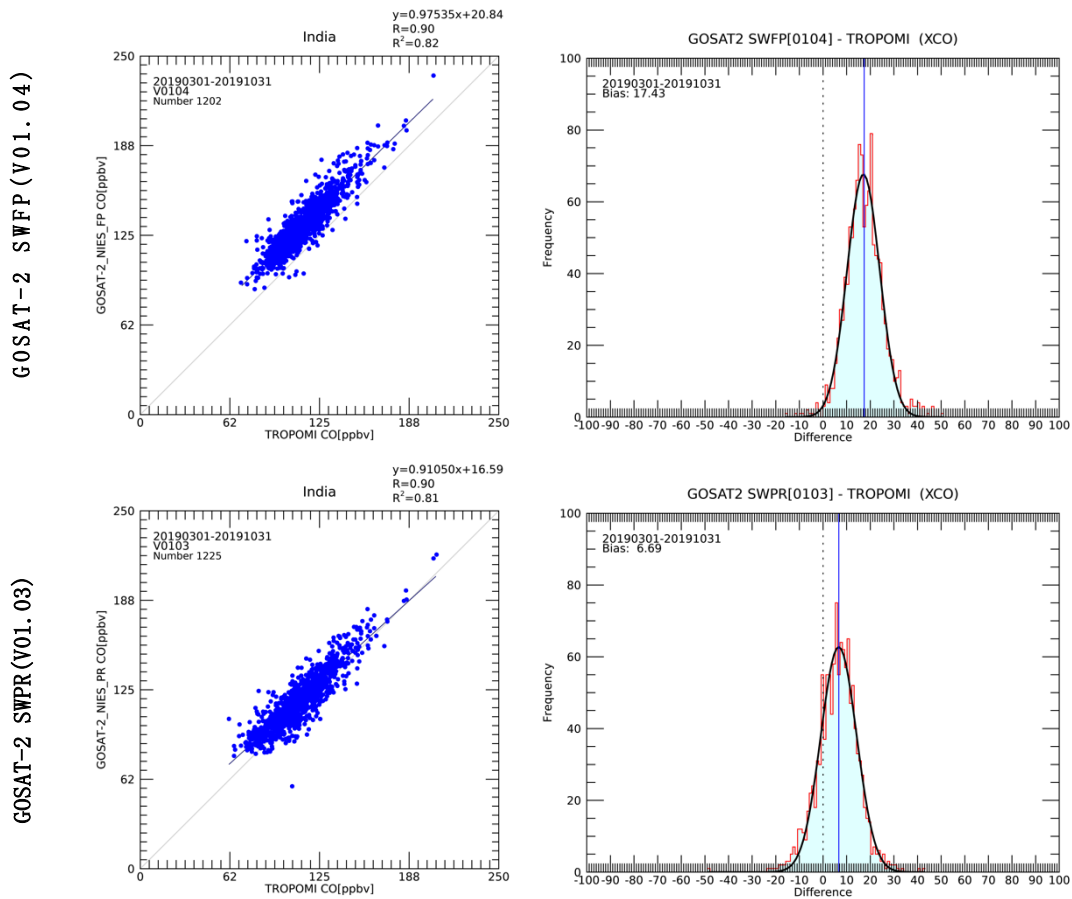 GOSAT-2 SWFP(V01.04)
y=0.97535x+20.84
R=0.90
R²=0.82
India
20190301-20191031
V0104
Number 1202
GOSAT-2_NIES_FP CO[ppbv]
250
188
125
62
0
0 62 125 188 250
TROPOMI CO[ppbv]
GOSAT2 SWFP[0104] - TROPOMI (XCO)
20190301-20191031
Bias: 17.43
Frequency
100
80
60
40
20
0
-100 -90 -80 -70 -60 -50 -40 -30 -20 -10 0 10 20 30 40 50 60 70 80 90 100
Difference
GOSAT-2 SWPR(V01.03)
y=0.91050x+16.59
R=0.90
R²=0.81
India
20190301-20191031
V0103
Number 1225
GOSAT-2_NIES_PR CO[ppbv]
250
188
125
62
0
0 62 125 188 250
TROPOMI CO[ppbv]
GOSAT2 SWPR[0103] - TROPOMI (XCO)
20190301-20191031
Bias: 6.69
Frequency
100
80
60
40
20
0
-100 -90 -80 -70 -60 -50 -40 -30 -20 -10 0 10 20 30 40 50 60 70 80 90 100
Difference